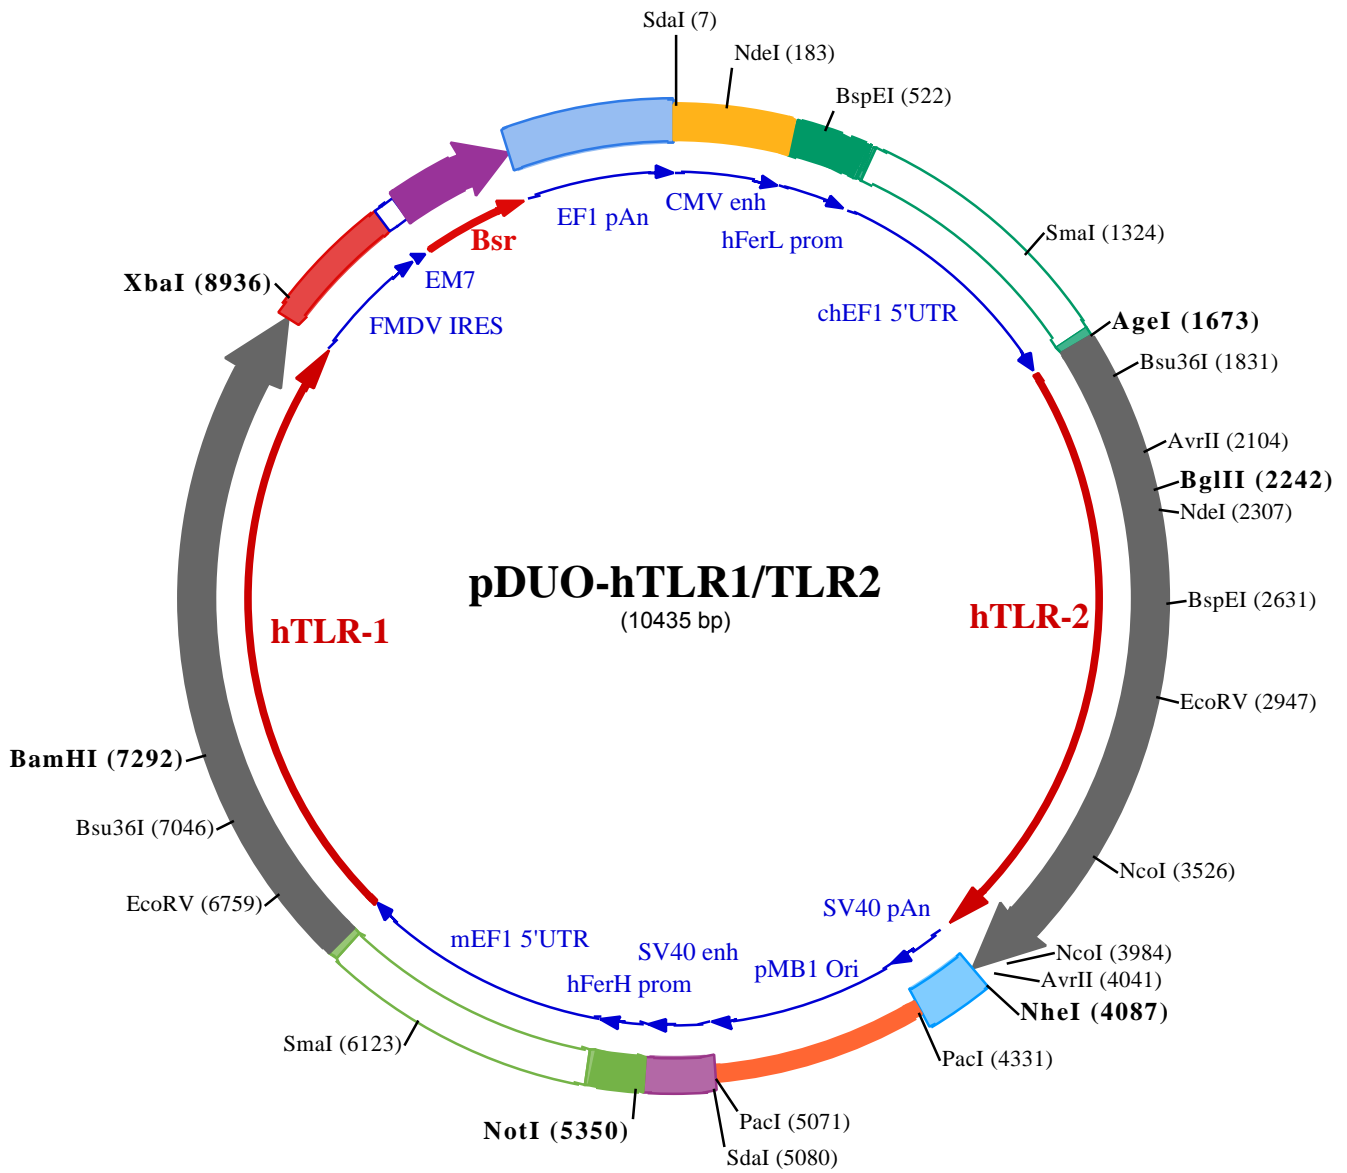 SdaI (7)
NdeI (183)
BspEI (522)
EF1 pAn
CMV enh
Bsr
hFerL prom
SmaI (1324)
EM7
XbaI (8936)
FMDV IRES
chEF1 5'UTR
AgeI (1673)
Bsu36I (1831)
AvrII (2104)
BglII (2242)
NdeI (2307)
pDUO-hTLR1/TLR2
(10435 bp)
BspEI (2631)
hTLR-1
hTLR-2
EcoRV (2947)
BamHI (7292)
Bsu36I (7046)
NcoI (3526)
EcoRV (6759)
SV40 pAn
mEF1 5'UTR
SV40 enh
NcoI (3984)
pMB1 Ori
hFerH prom
AvrII (4041)
NheI (4087)
SmaI (6123)
PacI (4331)
PacI (5071)
NotI (5350)
SdaI (5080)